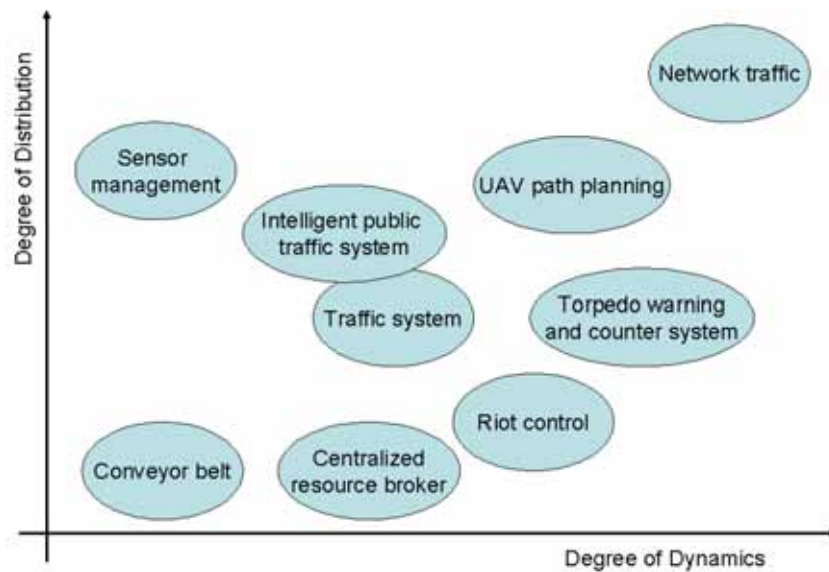 Degree of Distribution
Network traffic
Sensor
management
UAV path planning
Intelligent public
traffic system
Traffic system
Torpedo warning
and counter system
Riot control
Conveyor belt
Centralized
resource broker
Degree of Dynamics